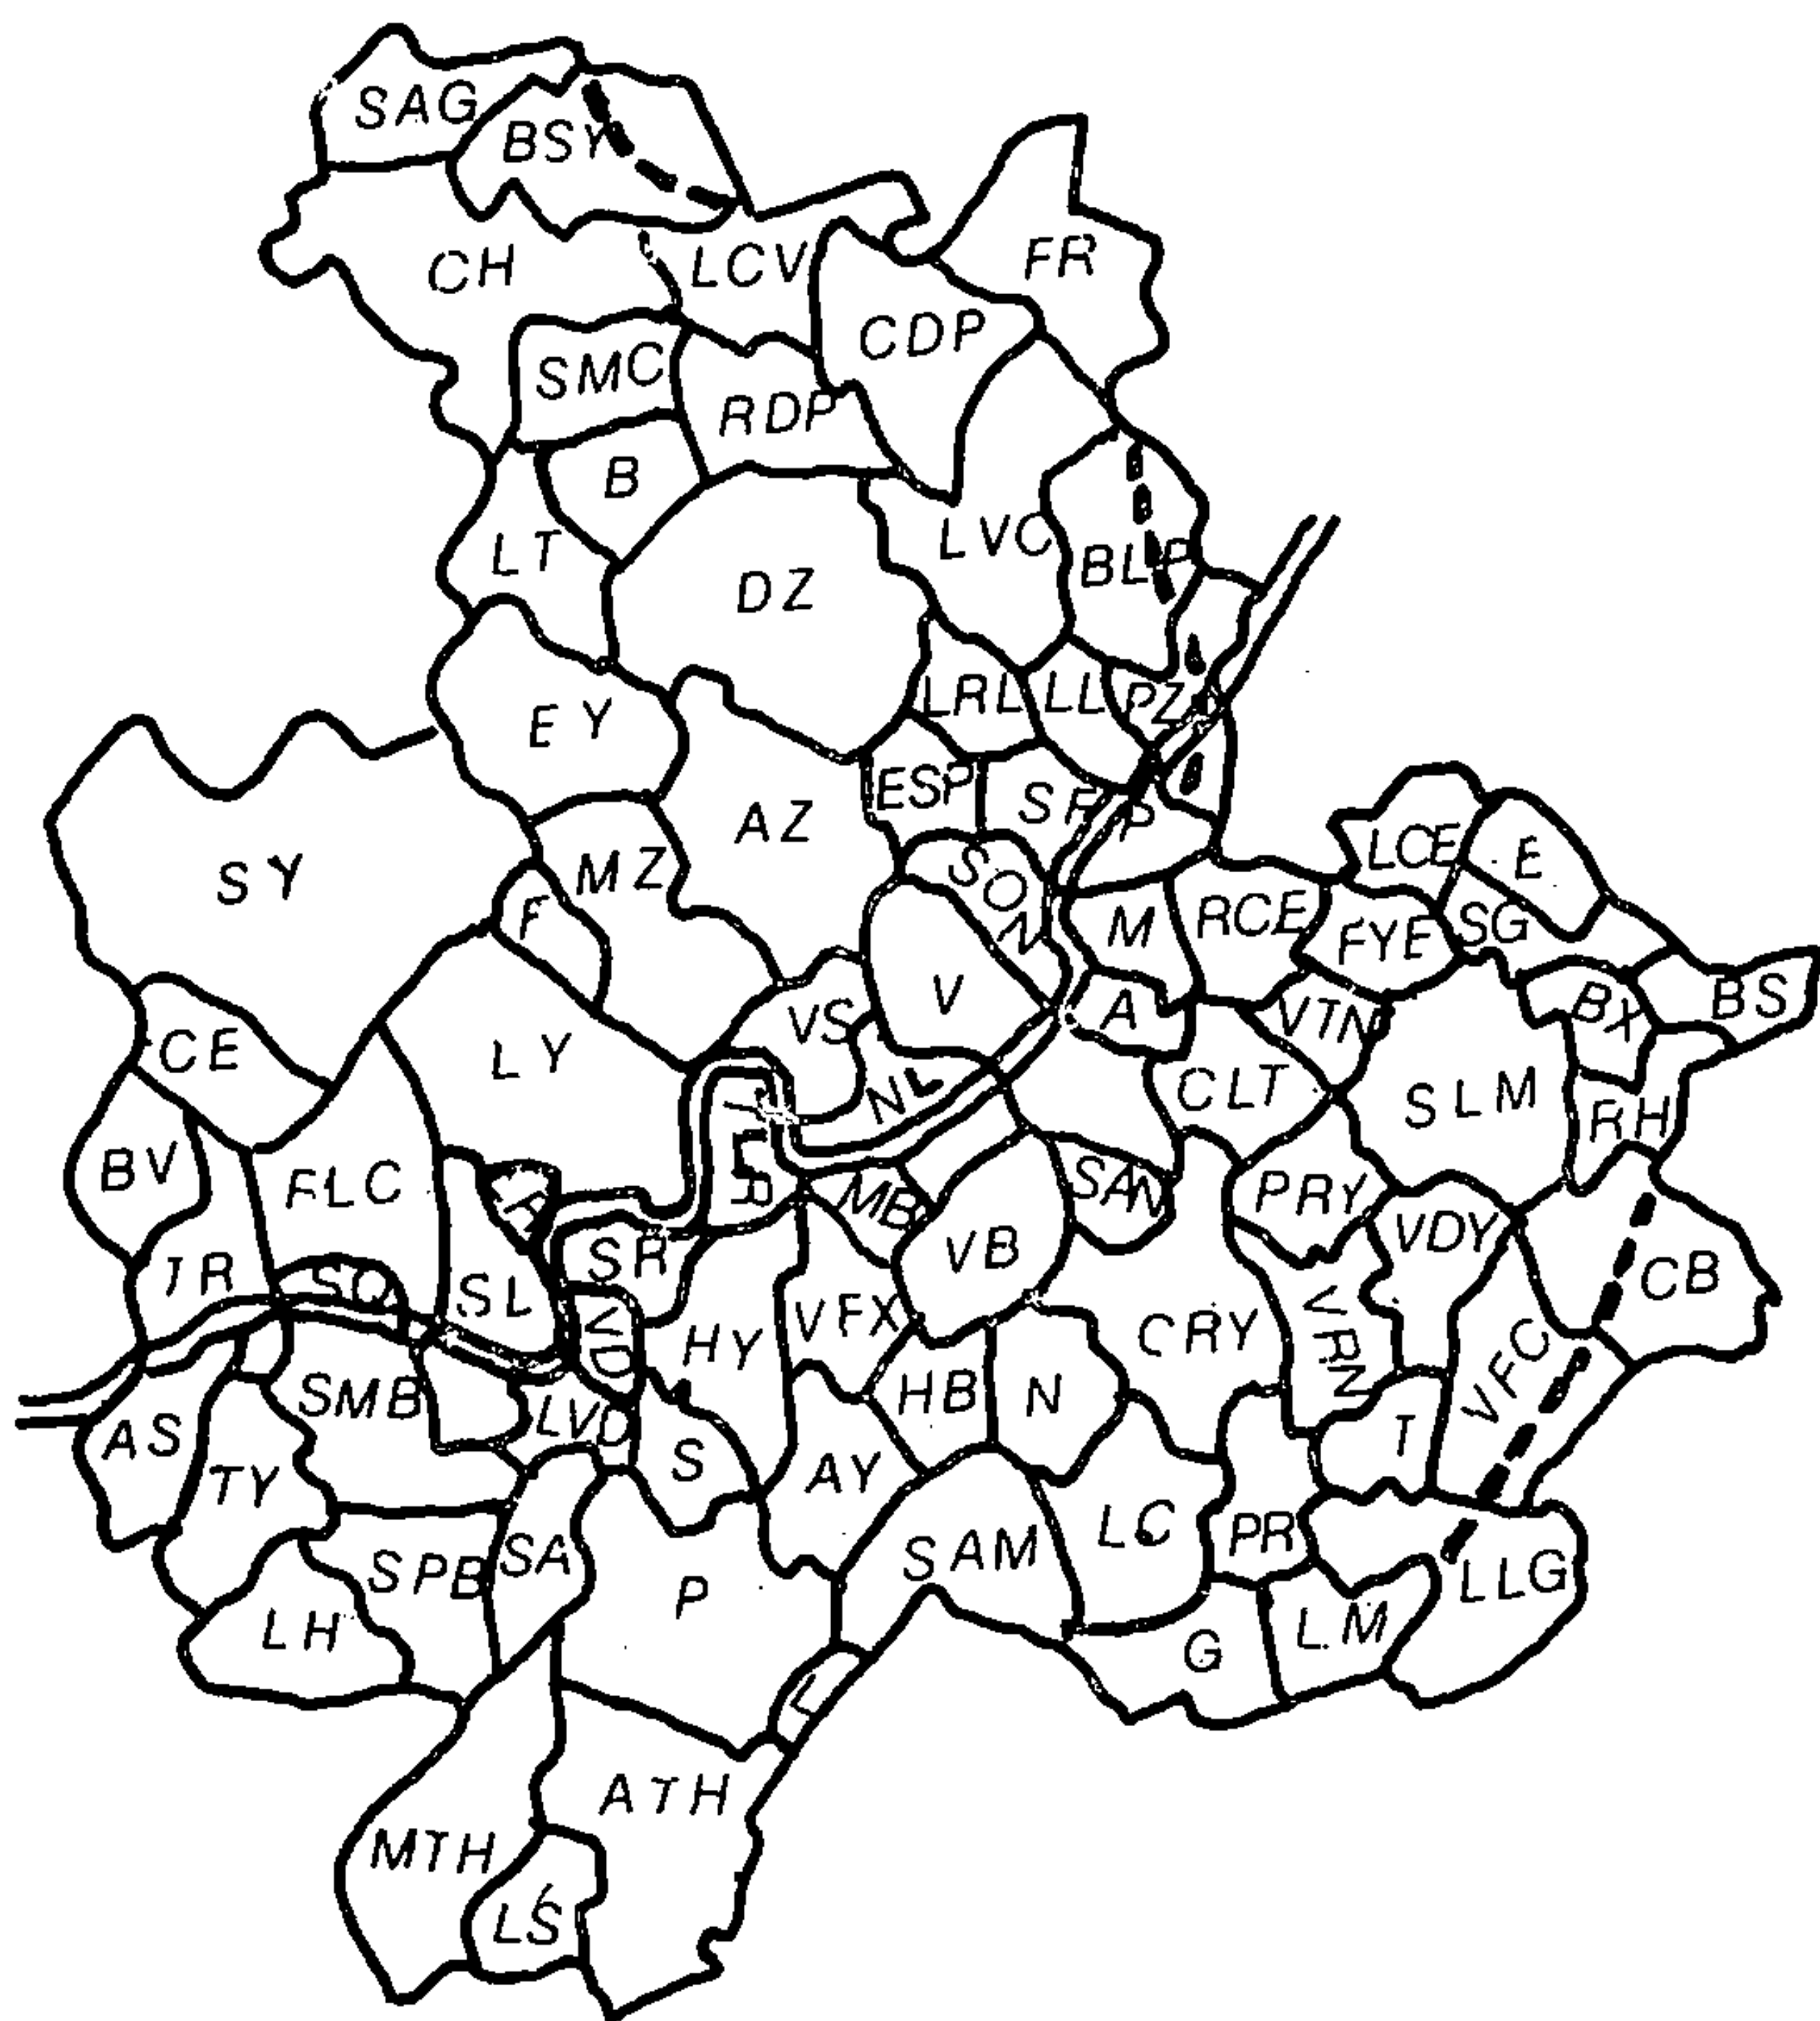 SAG
BSY
CH
LCV
FR
CDP
SMC
RDP
B
LVC
LT
BLP
DZ
LRL
LL
PZ
EY
ESP
AZ
P
LCE
E
SY
MZ
SON
F
M
RCE
FYE
SG
V
VS
A
VTN
BX
BS
CE
LY
NL
CLT
SLM
RH
BV
FLC
MB
SAN
PRY
VDY
TR
SQ
SL
SR
VB
CB
VFX
CRY
VRN
HY
VD
SMB
LVD
HB
N
VFC
AS
TY
S
AY
T
SPB
SA
P
SAM
LC
PR
LLG
LH
G
LM
L
ATH
MTH
LS